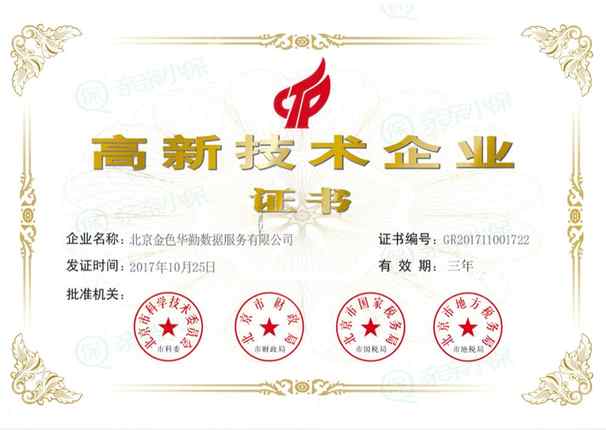 亲亲小保
高新技术企业
证书
企业名称：北京金色华勤数据服务有限公司
证书编号：GR201711001722
发证时间：2017年10月25日
有 效 期：三年
批准机关：
北京市科学技术委员会
市科委
北京市财政局
市财政局
北京市国家税务局
市国税局
北京市地方税务局
市地税局